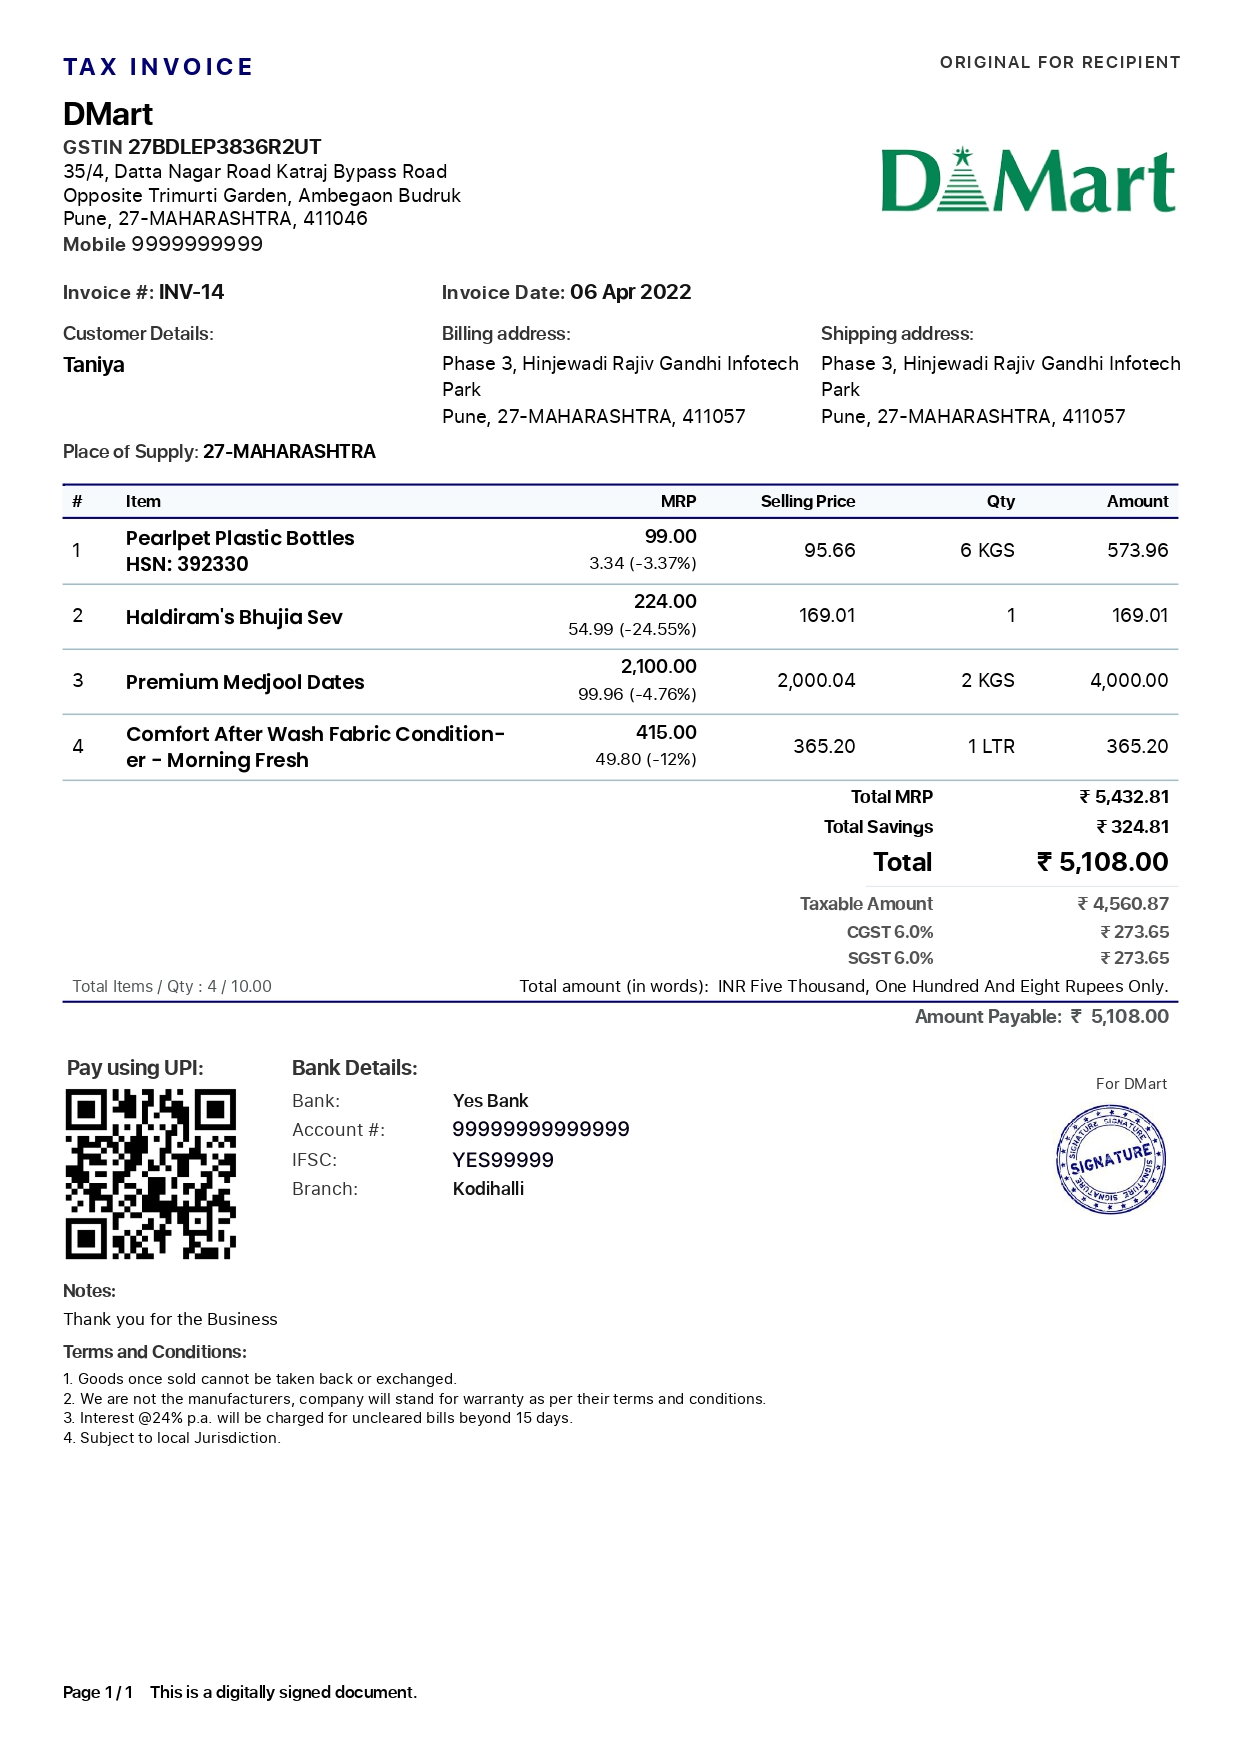 TAX INVOICE
ORIGINAL FOR RECIPIENT
DMart
GSTIN 27BDLEP3836R2UT
35/4, Datta Nagar Road Katraj Bypass Road
Opposite Trimurti Garden, Ambegaon Budruk
Pune, 27-MAHARASHTRA, 411046
Mobile 9999999999
DMart
Invoice #: INV-14 Invoice Date: 06 Apr 2022
Customer Details:
Taniya
Billing address:
Phase 3, Hinjewadi Rajiv Gandhi Infotech
Park
Pune, 27-MAHARASHTRA, 411057
Shipping address:
Phase 3, Hinjewadi Rajiv Gandhi Infotech
Park
Pune, 27-MAHARASHTRA, 411057
Place of Supply: 27-MAHARASHTRA
# Item MRP Selling Price Qty Amount
1 Pearlpet Plastic Bottles 99.00 95.66 6 KGS 573.96
HSN: 392330 3.34 (-3.37%)
2 Haldiram's Bhujia Sev 224.00 169.01 1 169.01
54.99 (-24.55%)
3 Premium Medjool Dates 2,100.00 2,000.04 2 KGS 4,000.00
99.96 (-4.76%)
4 Comfort After Wash Fabric Condition- 415.00 365.20 1 LTR 365.20
er - Morning Fresh 49.80 (-12%)
Total MRP ₹ 5,432.81
Total Savings ₹ 324.81
Total ₹ 5,108.00
Taxable Amount ₹ 4,560.87
CGST 6.0% ₹ 273.65
SGST 6.0% ₹ 273.65
Total Items / Qty : 4 / 10.00 Total amount (in words): INR Five Thousand, One Hundred And Eight Rupees Only.
Amount Payable: ₹ 5,108.00
Pay using UPI:
Bank Details:
Bank: Yes Bank
Account #: 99999999999999
IFSC: YES99999
Branch: Kodihalli
For DMart
SIGNATURE SIGNATURE
SIGNATURE
SIGNATURE SIGNATURE SIGNATURE
Notes:
Thank you for the Business
Terms and Conditions:
1. Goods once sold cannot be taken back or exchanged.
2. We are not the manufacturers, company will stand for warranty as per their terms and conditions.
3. Interest @24% p.a. will be charged for uncleared bills beyond 15 days.
4. Subject to local Jurisdiction.
Page 1 / 1 This is a digitally signed document.